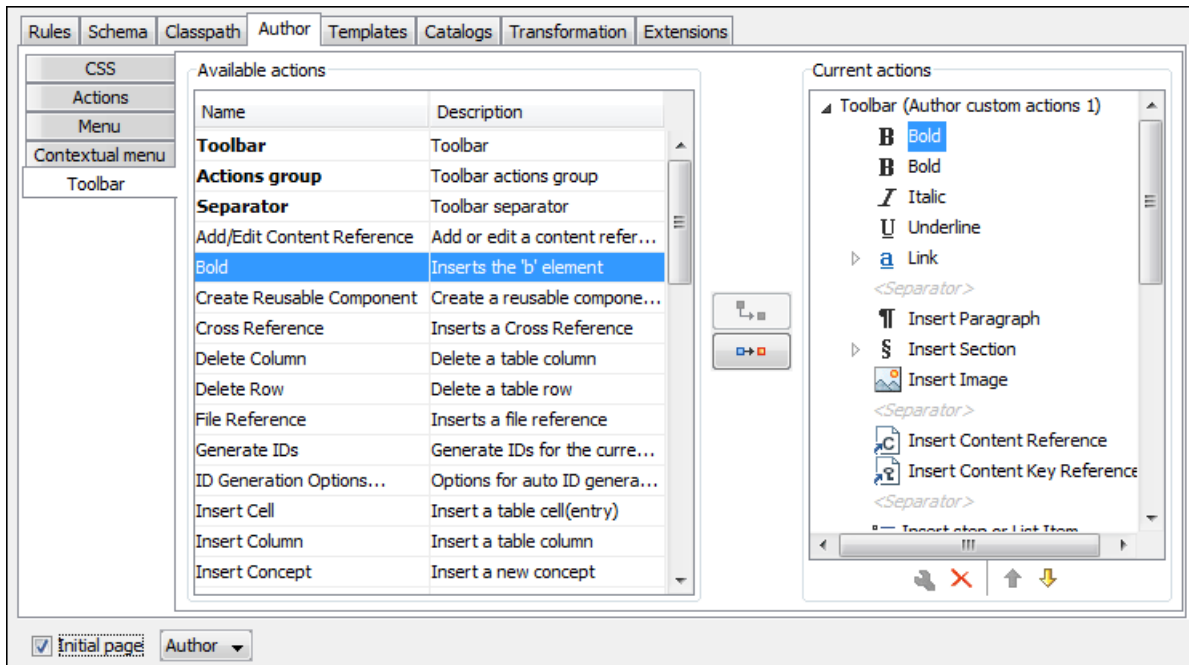 Rules Schema Classpath Author Templates Catalogs Transformation Extensions
CSS
Actions
Menu
Contextual menu
Toolbar
Available actions
Name Description
Toolbar Toolbar
Actions group Toolbar actions group
Separator Toolbar separator
Add/Edit Content Reference Add or edit a content refer...
Bold Inserts the 'b' element
Create Reusable Component Create a reusable compone...
Cross Reference Inserts a Cross Reference
Delete Column Delete a table column
Delete Row Delete a table row
File Reference Inserts a file reference
Generate IDs Generate IDs for the curre...
ID Generation Options... Options for auto ID genera...
Insert Cell Insert a table cell(entry)
Insert Column Insert a table column
Insert Concept Insert a new concept
Current actions
Toolbar (Author custom actions 1)
B Bold
B Bold
I Italic
U Underline
a Link
<Separator>
¶ Insert Paragraph
§ Insert Section
Insert Image
<Separator>
C Insert Content Reference
Insert Content Key Reference
<Separator>
Insert step or List Item
Initial page Author